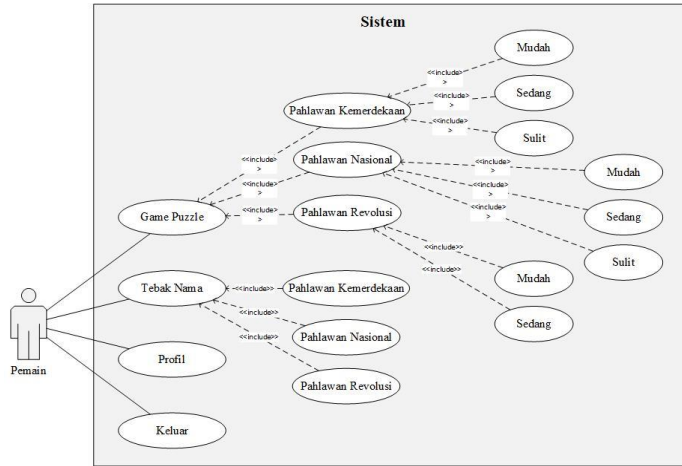 Sistem
Mudah
<<include>
>
Sedang
<<include>
>
Pahlawan Kemerdekaan
<<include>
>
Sulit
<<include>
>
Pahlawan Nasional
<<include>
>
Mudah
<<include>
>
<<include>
>
Sedang
Game Puzzle
<<include>
>
Pahlawan Revolusi
<<include>
>
Sulit
<<include>>
Mudah
<<include>>
Sedang
Tebak Nama
<<include>>
Pahlawan Kemerdekaan
<<include>>
Pahlawan Nasional
<<include>>
Pahlawan Revolusi
Pemain
Profil
Keluar